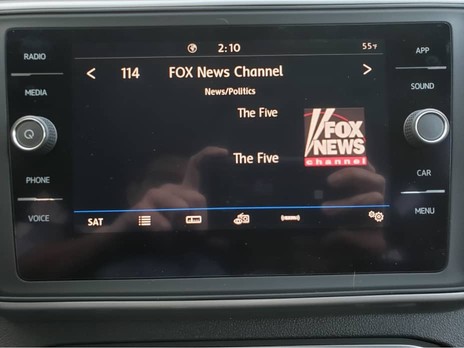 RADIO
MEDIA
PHONE
VOICE
2:10
55°F
114 FOX News Channel
News/Politics
The Five
The Five
FOX
NEWS
channel
SAT
APP
SOUND
CAR
MENU